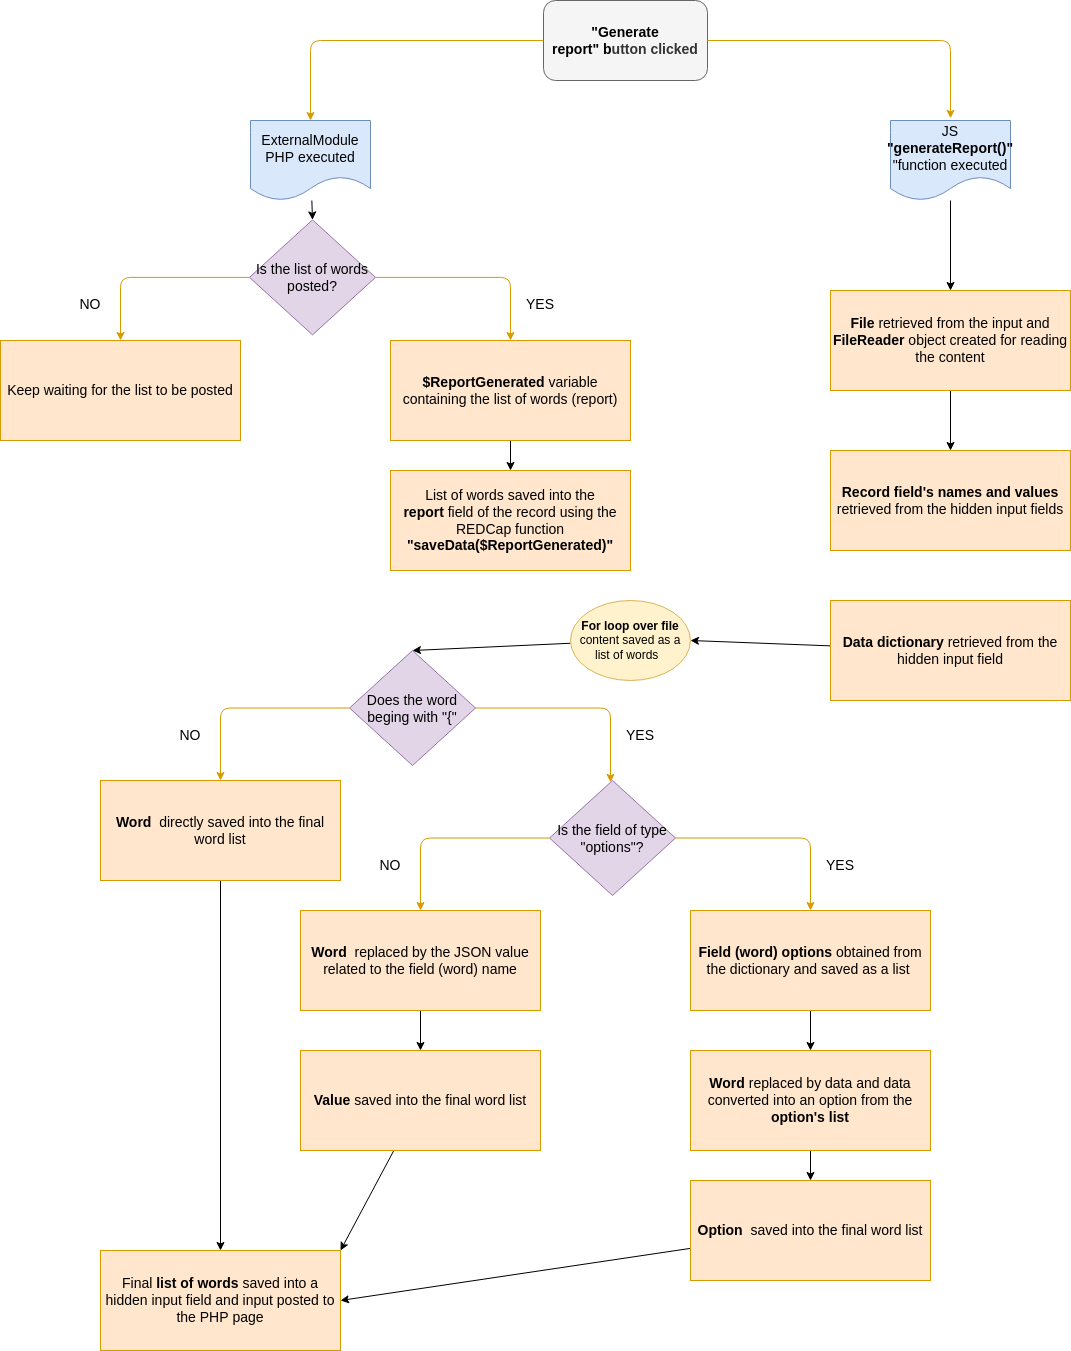 "Generate
report" button clicked
ExternalModule
PHP executed
JS
"generateReport()"
"function executed
Is the list of words
posted?
NO
YES
Keep waiting for the list to be posted
$ReportGenerated variable
containing the list of words (report)
File retrieved from the input and
FileReader object created for reading
the content
List of words saved into the
report field of the record using the
REDCap function
"saveData($ReportGenerated)"
Record field's names and values
retrieved from the hidden input fields
For loop over file
content saved as a
list of words
Data dictionary retrieved from the
hidden input field
Does the word
beging with "{"
NO
YES
Word  directly saved into the final
word list
Is the field of type
"options"?
NO
YES
Word  replaced by the JSON value
related to the field (word) name
Field (word) options obtained from
the dictionary and saved as a list
Value saved into the final word list
Word replaced by data and data
converted into an option from the
option's list
Option  saved into the final word list
Final list of words saved into a
hidden input field and input posted to
the PHP page